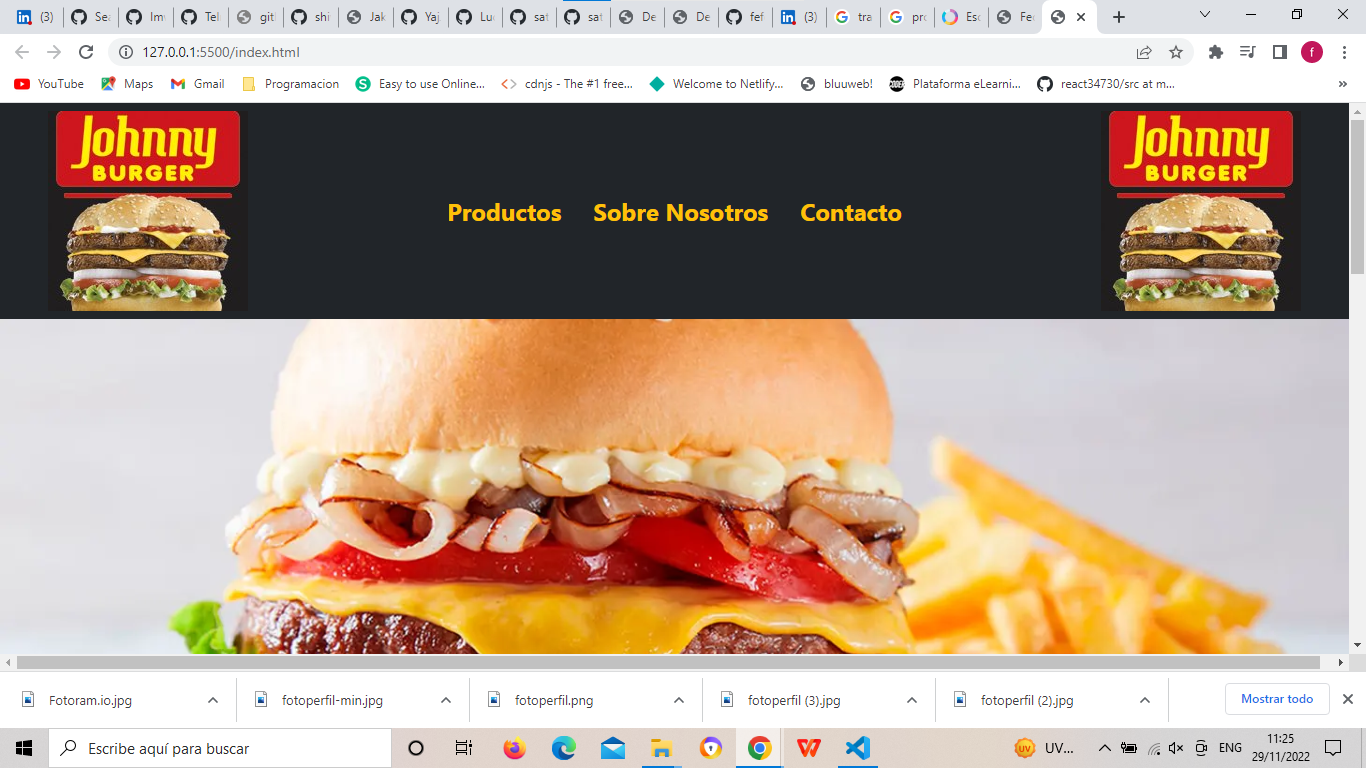 (3)
Sea
Im
Tel
git
shi
Jak
Yaj
Luc
sat
sat
De
De
fef
(3)
tra
pro
Esc
Fee
127.0.0.1:5500/index.html
f
YouTube
Maps
Gmail
Programacion
Easy to use Online...
cdnjs - The #1 free...
Welcome to Netlify...
bluuweb!
Plataforma eLearni...
react34730/src at m...
»
Johnny
BURGER
Productos
Sobre Nosotros
Contacto
Johnny
BURGER
Fotoram.io.jpg
fotoperfil-min.jpg
fotoperfil.png
fotoperfil (3).jpg
fotoperfil (2).jpg
Mostrar todo
Escribe aquí para buscar
UV...
ENG
11:25
29/11/2022